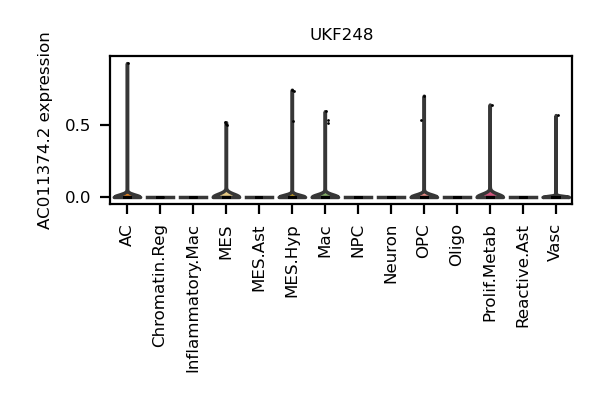 UKF248
AC011374.2 expression
0.5
0.0
AC
Chromatin.Reg
Inflammatory.Mac
MES
MES.Ast
MES.Hyp
Mac
NPC
Neuron
OPC
Oligo
Prolif.Metab
Reactive.Ast
Vasc